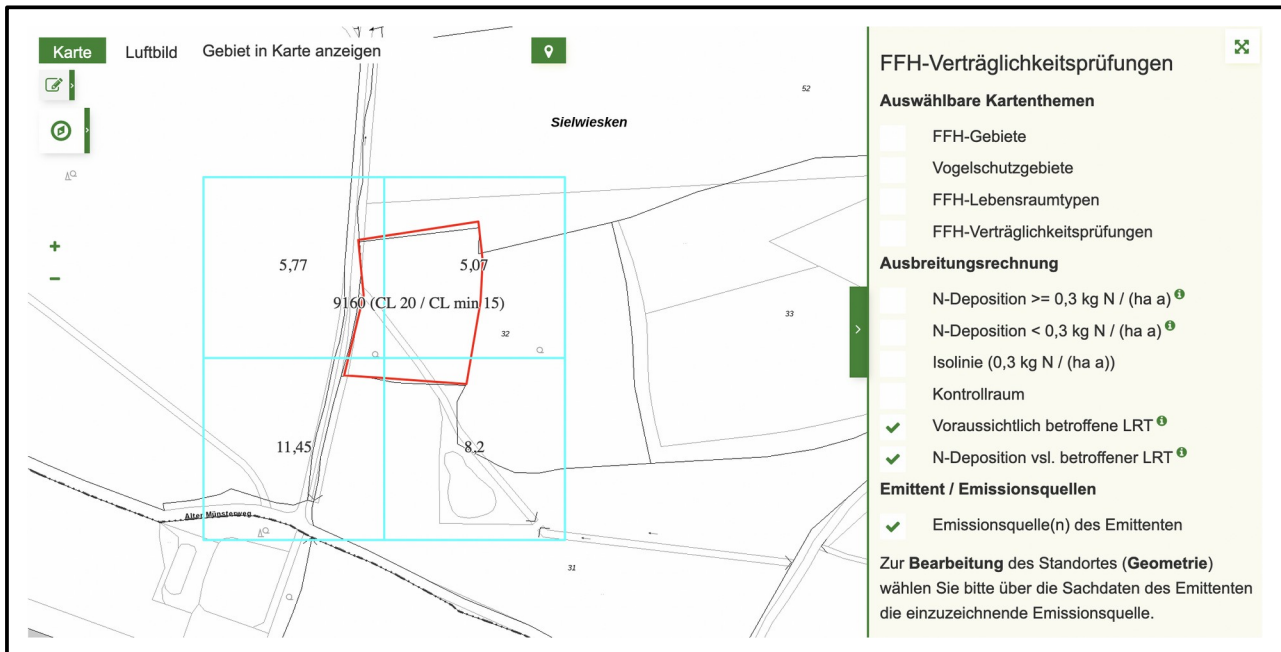 Karte
Luftbild
Gebiet in Karte anzeigen
52
Sielwiesken
5,77
5,07
9160 (CL 20 / CL min 15)
32
33
11,45
8,2
Alter Münsterweg
31
FFH-Verträglichkeitsprüfungen
Auswählbare Kartenthemen
FFH-Gebiete
Vogelschutzgebiete
FFH-Lebensraumtypen
FFH-Verträglichkeitsprüfungen
Ausbreitungsrechnung
N-Deposition >= 0,3 kg N / (ha a)
N-Deposition < 0,3 kg N / (ha a)
Isolinie (0,3 kg N / (ha a))
Kontrollraum
Voraussichtlich betroffene LRT
N-Deposition vsl. betroffener LRT
Emittent / Emissionsquellen
Emissionsquelle(n) des Emittenten
Zur Bearbeitung des Standortes (Geometrie)
wählen Sie bitte über die Sachdaten des Emittenten
die einzuzeichnende Emissionsquelle.